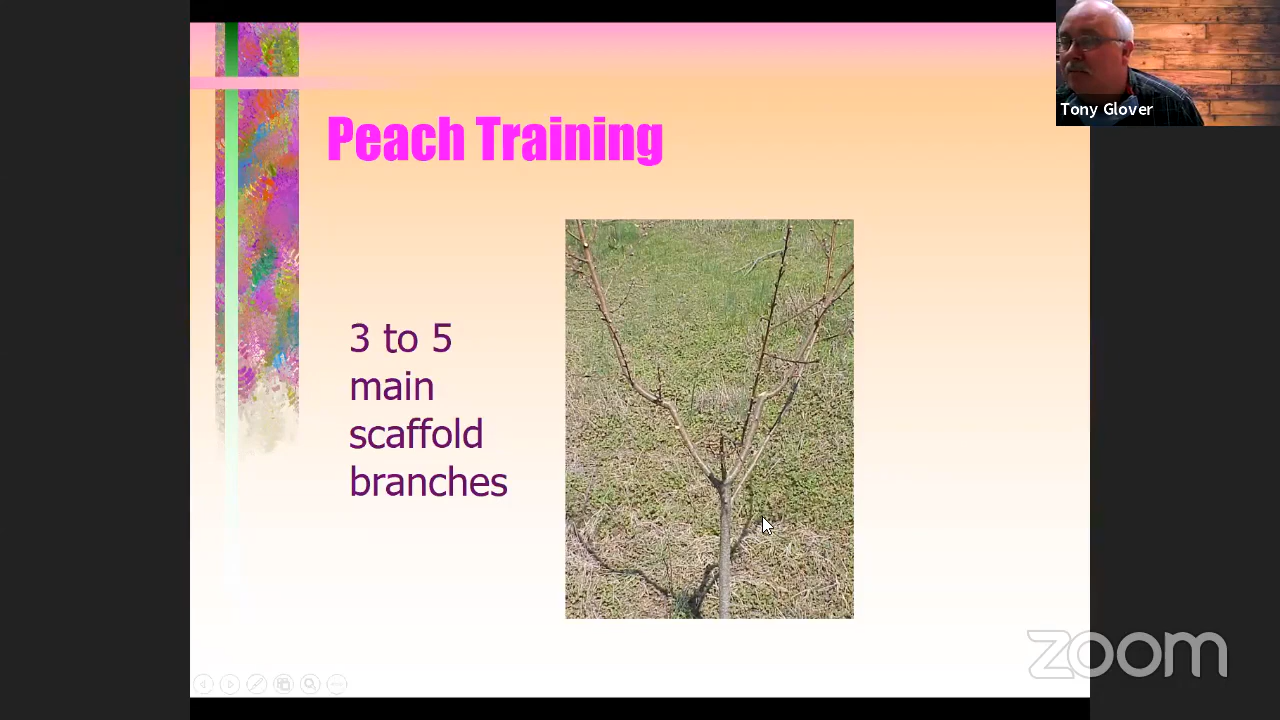 Tony Glover
Peach Training
3 to 5
main
scaffold
branches
zoom